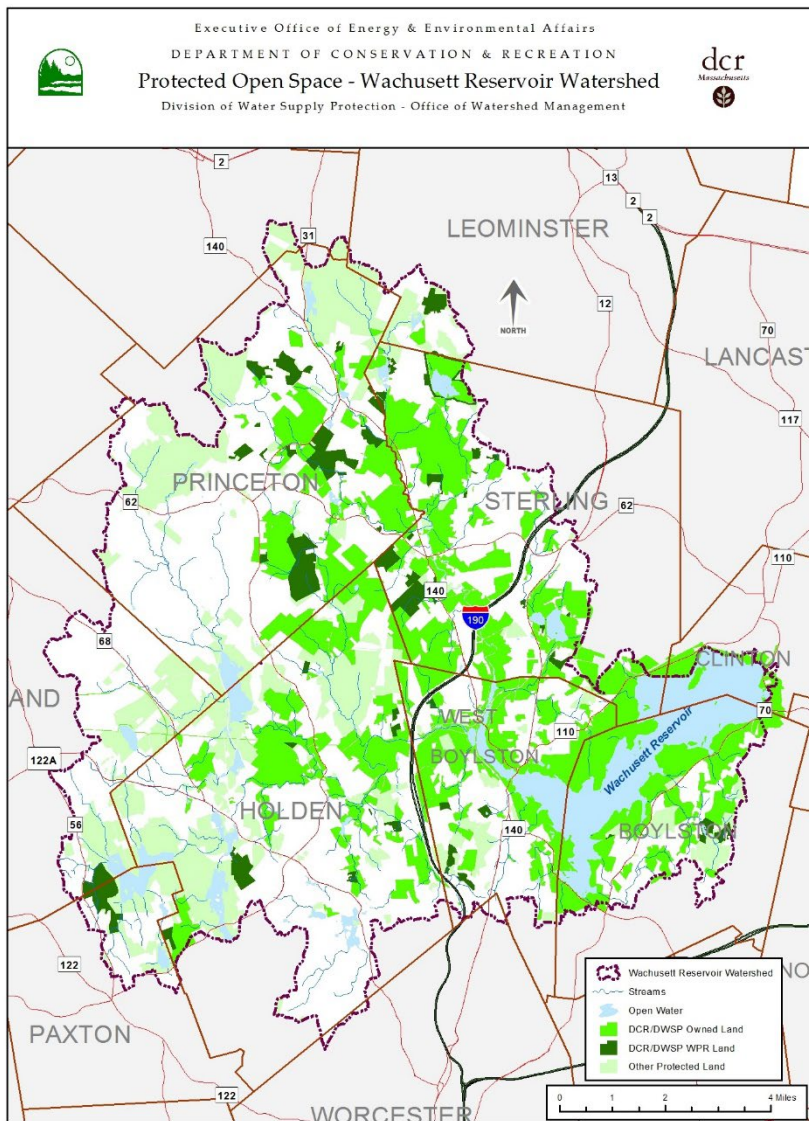 Executive Office of Energy & Environmental Affairs
DEPARTMENT OF CONSERVATION & RECREATION
Protected Open Space - Wachusett Reservoir Watershed
Division of Water Supply Protection - Office of Watershed Management
dcr
Massachusetts
2
13
2
2
31
140
LEOMINSTER
NORTH
12
70
LANCAST
117
PRINCETON
62
STERLING
62
110
140
190
68
CLINTON
AND
WEST
70
110
BOYLSTON
Wachusett Reservoir
122A
HOLDEN
56
140
BOYLSTON
122
NO
PAXTON
122
WORCESTER
Wachusett Reservoir Watershed
Streams
Open Water
DCR/DWSP Owned Land
DCR/DWSP WPR Land
Other Protected Land
0 1 2 4 Miles